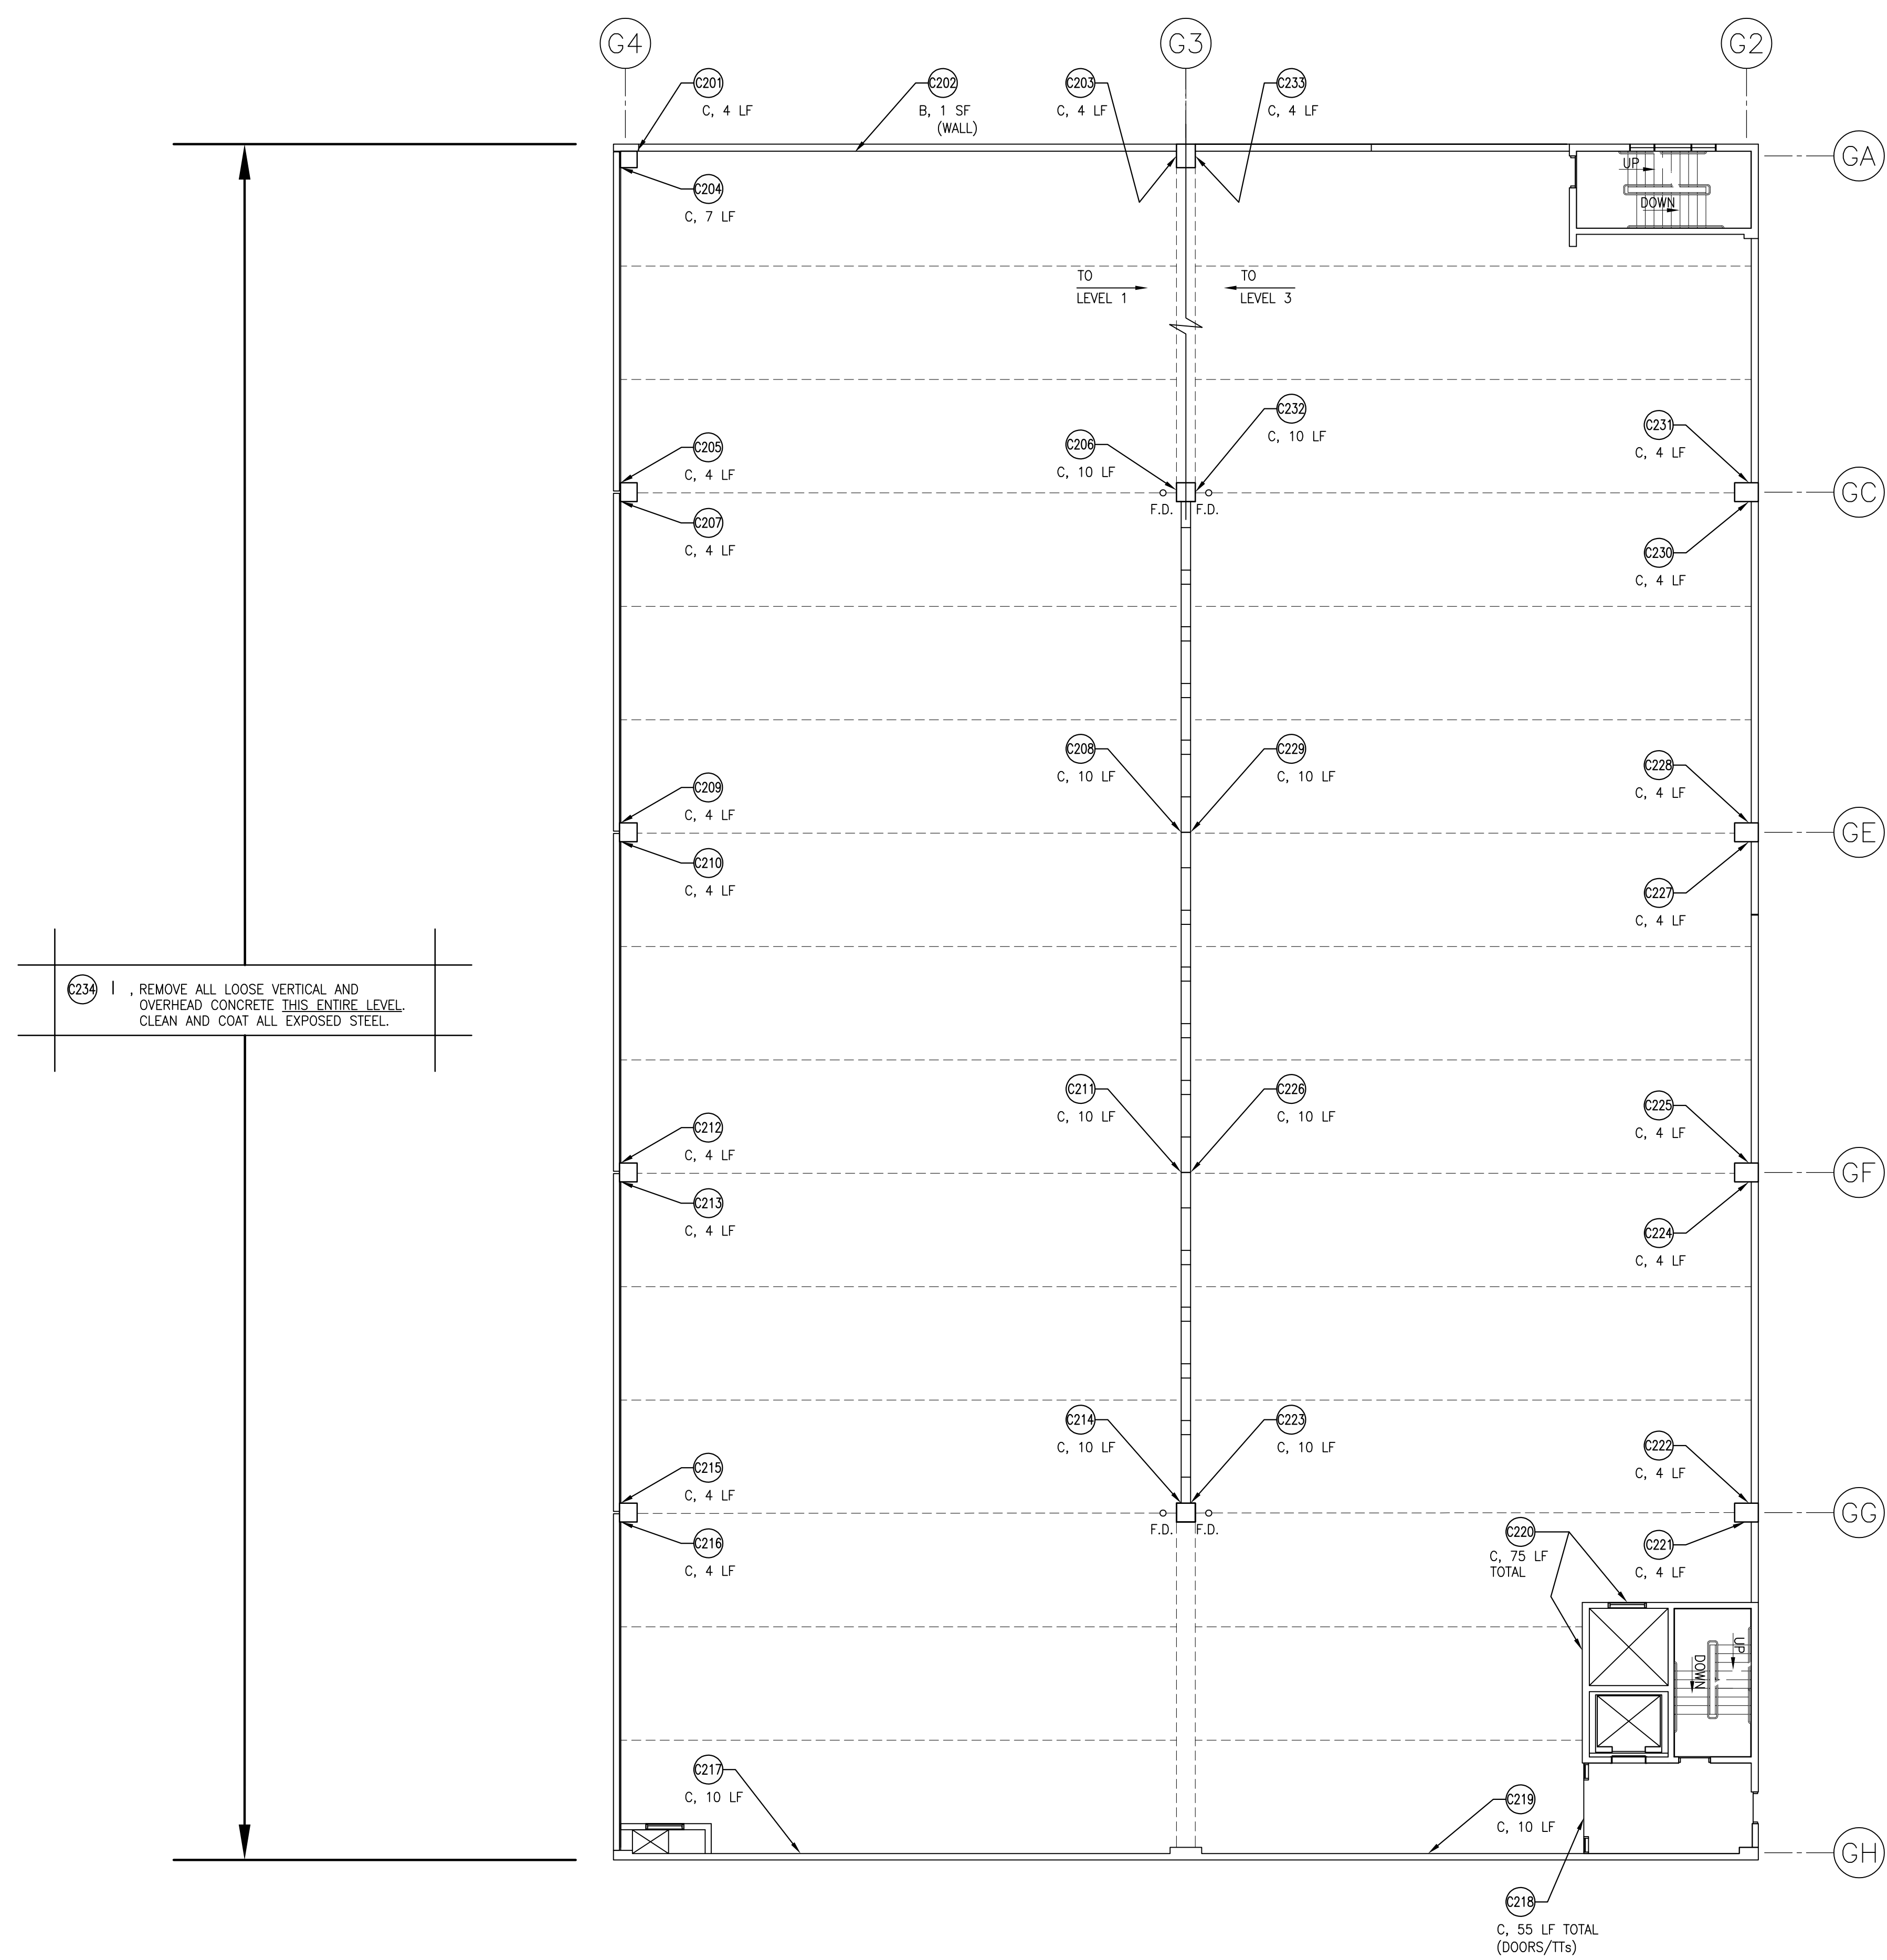 G4
G3
G2
C201
C, 4 LF
C202
B, 1 SF
(WALL)
C203
C, 4 LF
C233
C, 4 LF
GA
UP
DOWN
C204
C, 7 LF
TO
LEVEL 1
TO
LEVEL 3
C232
C, 10 LF
C231
C, 4 LF
C205
C, 4 LF
C206
C, 10 LF
GC
F.D.
F.D.
C207
C, 4 LF
C230
C, 4 LF
C208
C, 10 LF
C229
C, 10 LF
C228
C, 4 LF
C209
C, 4 LF
GE
C210
C, 4 LF
C227
C, 4 LF
C234 I , REMOVE ALL LOOSE VERTICAL AND
OVERHEAD CONCRETE THIS ENTIRE LEVEL.
CLEAN AND COAT ALL EXPOSED STEEL.
C211
C, 10 LF
C226
C, 10 LF
C225
C, 4 LF
C212
C, 4 LF
GF
C213
C, 4 LF
C224
C, 4 LF
C214
C, 10 LF
C223
C, 10 LF
C222
C, 4 LF
C215
C, 4 LF
GG
F.D.
F.D.
C216
C, 4 LF
C220
C, 75 LF
TOTAL
C221
C, 4 LF
UP
DOWN
C217
C, 10 LF
C219
C, 10 LF
GH
C218
C, 55 LF TOTAL
(DOORS/TTs)